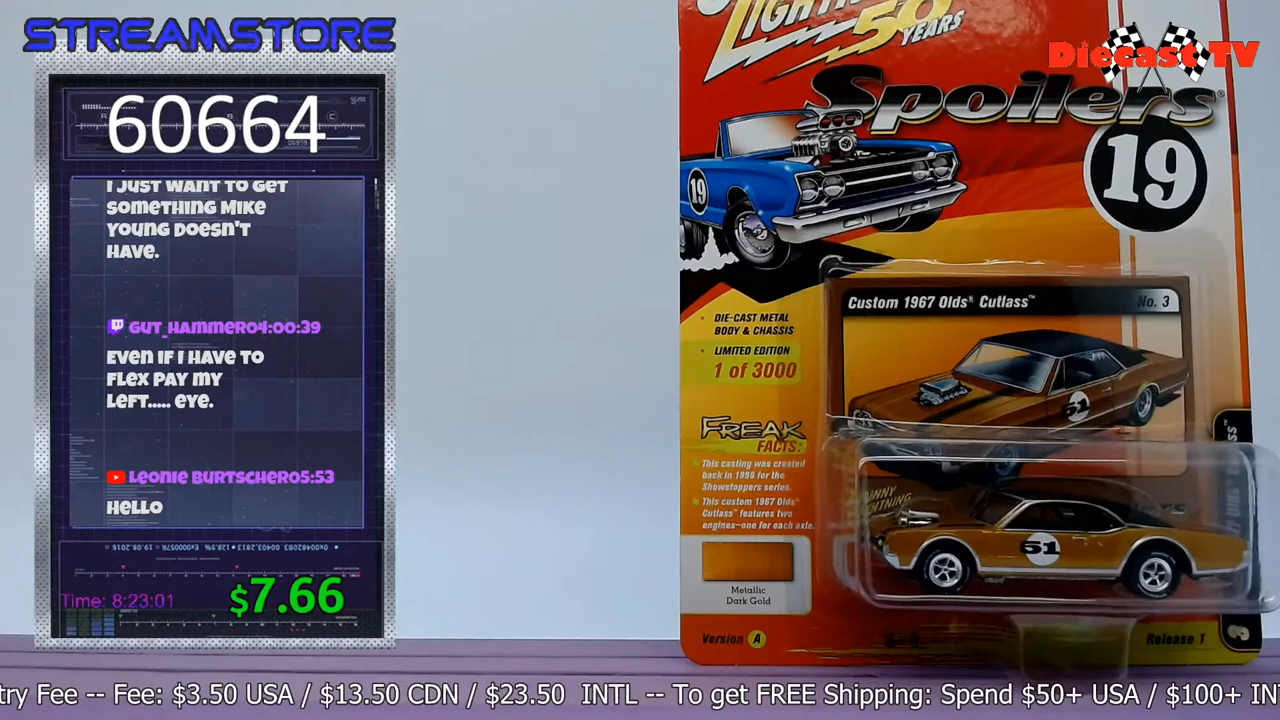 STREAMSTORE
60664
I just want to get
something Mike
Young doesn't
have.
Gut_Hammer04:00:39
Even if I have to
flex pay my
left..... eye.
Leonie Burtscher05:53
Hello
Time: 8:23:01
$7.66
LIGHTNING
50 YEARS
Diecast TV
Spoilers
19
19
Custom 1967 Olds® Cutlass™ No. 3
• DIE-CAST METAL
BODY & CHASSIS
• LIMITED EDITION
1 of 3000
FREAK
FACTS:
This casting was created
back in 1998 for the
Showstoppers series.
This custom 1967 Olds®
Cutlass™ features two
engines—one for each axle.
51
51
Metallic
Dark Gold
Version A
Release 1
try Fee -- Fee: $3.50 USA / $13.50 CDN / $23.50 INTL -- To get FREE Shipping: Spend $50+ USA / $100+ IN